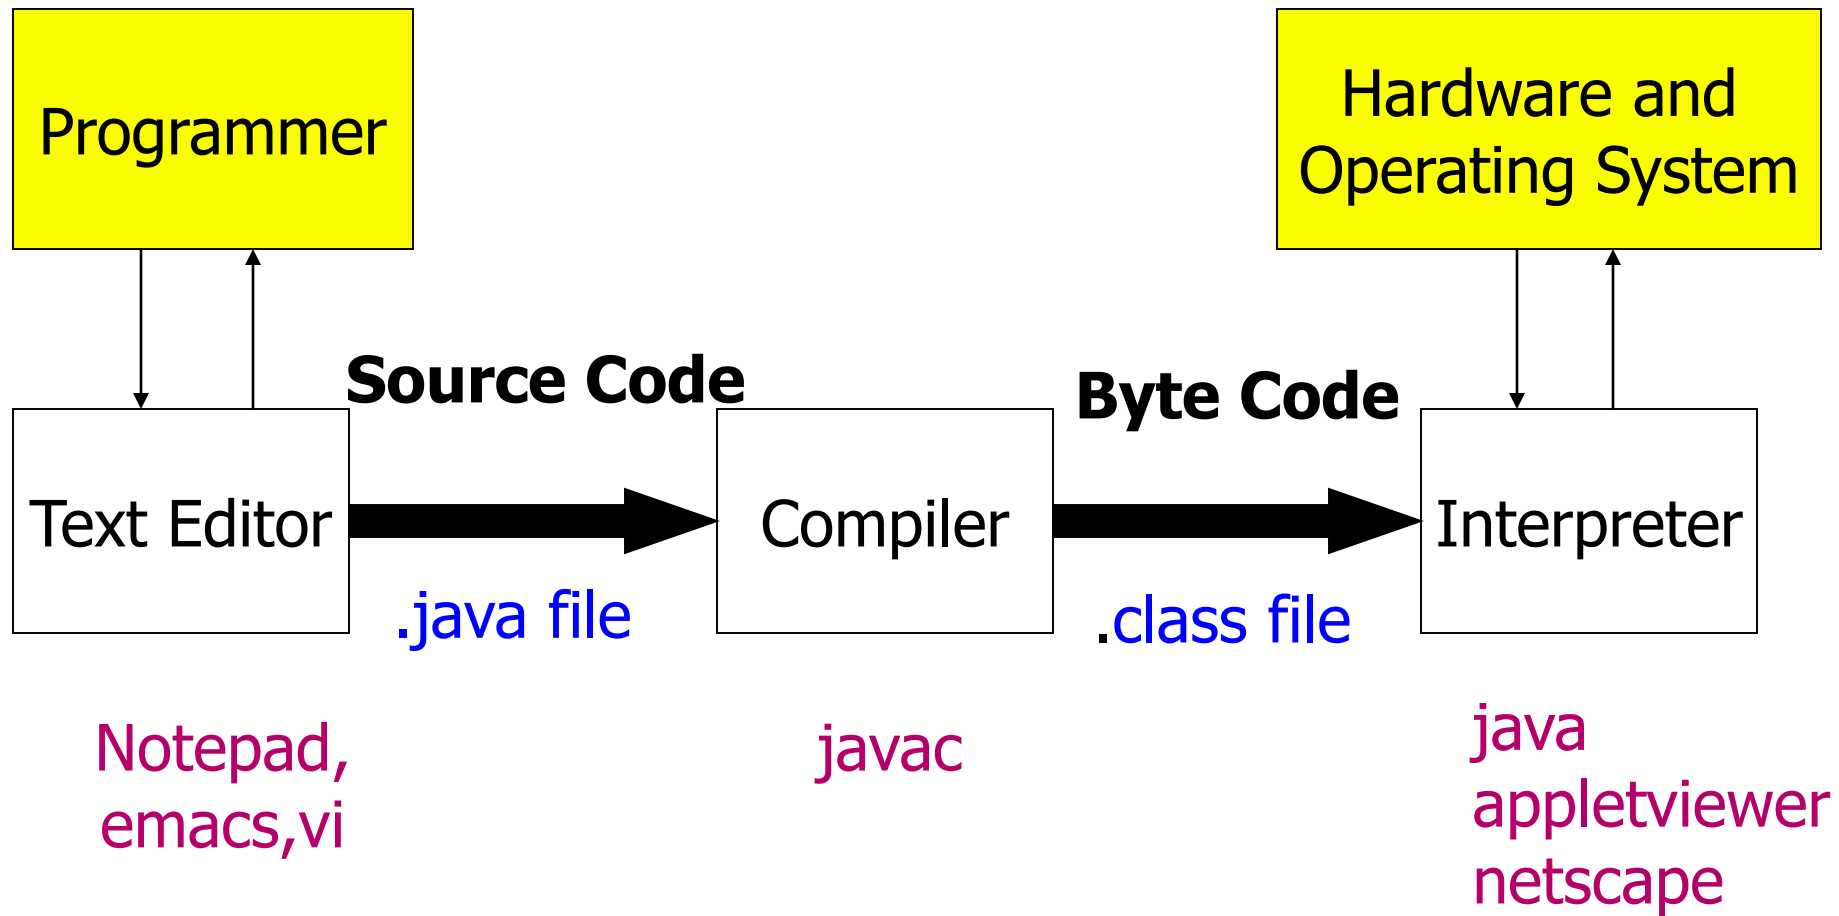 Programmer
Hardware and
Operating System
Source Code
Byte Code
Text Editor
Compiler
Interpreter
.java file
.class file
Notepad,
emacs,vi
javac
java
appletviewer
netscape